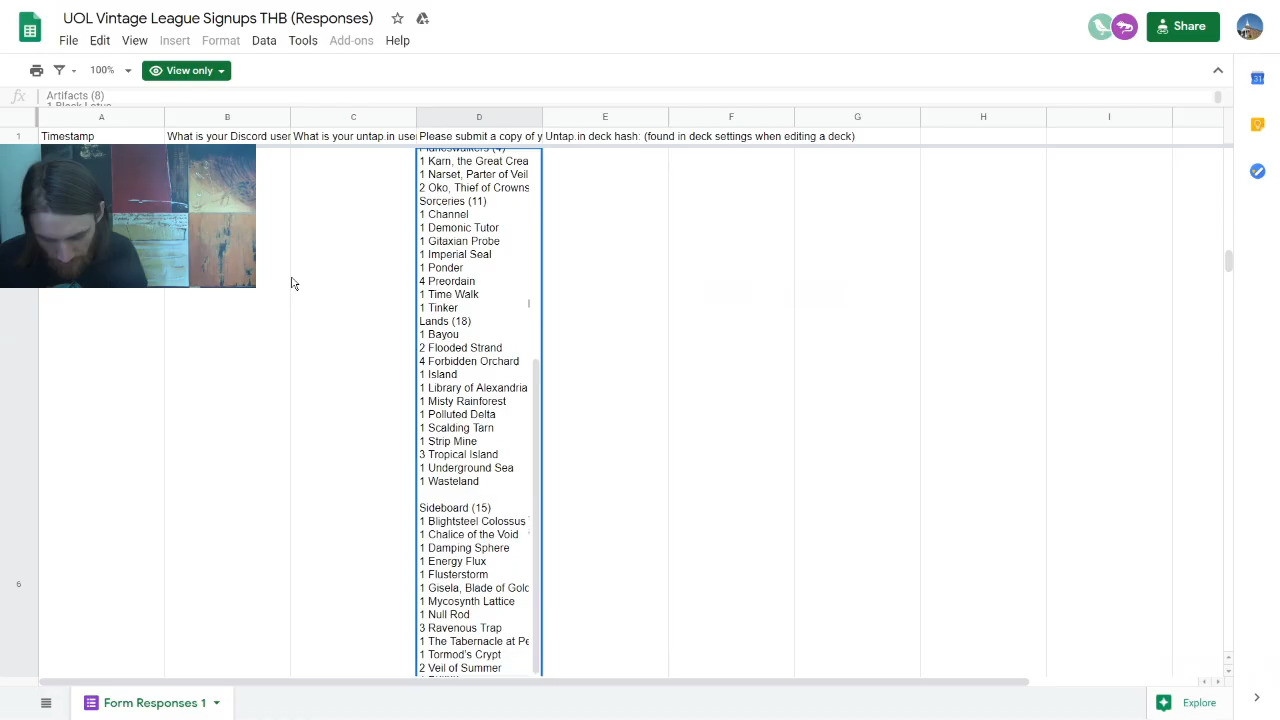 UOL Vintage League Signups THB (Responses)
File Edit View Insert Format Data Tools Add-ons Help
Share
100%
View only
fx Artifacts (8)
1 Black Lotus
A B C D E F G H I
1 Timestamp What is your Discord user What is your untap.in user Please submit a copy of y Untap.in deck hash: (found in deck settings when editing a deck)
Planeswalkers (4)
1 Karn, the Great Crea
1 Narset, Parter of Veil
2 Oko, Thief of Crowns
Sorceries (11)
1 Channel
1 Demonic Tutor
1 Gitaxian Probe
1 Imperial Seal
1 Ponder
4 Preordain
1 Time Walk
1 Tinker
Lands (18)
1 Bayou
2 Flooded Strand
4 Forbidden Orchard
1 Island
1 Library of Alexandria
1 Misty Rainforest
1 Polluted Delta
1 Scalding Tarn
1 Strip Mine
3 Tropical Island
1 Underground Sea
1 Wasteland
Sideboard (15)
1 Blightsteel Colossus
1 Chalice of the Void
1 Damping Sphere
1 Energy Flux
1 Flusterstorm
6
1 Gisela, Blade of Gold
1 Mycosynth Lattice
1 Null Rod
3 Ravenous Trap
1 The Tabernacle at Pe
1 Tormod's Crypt
2 Veil of Summer
Form Responses 1
Explore